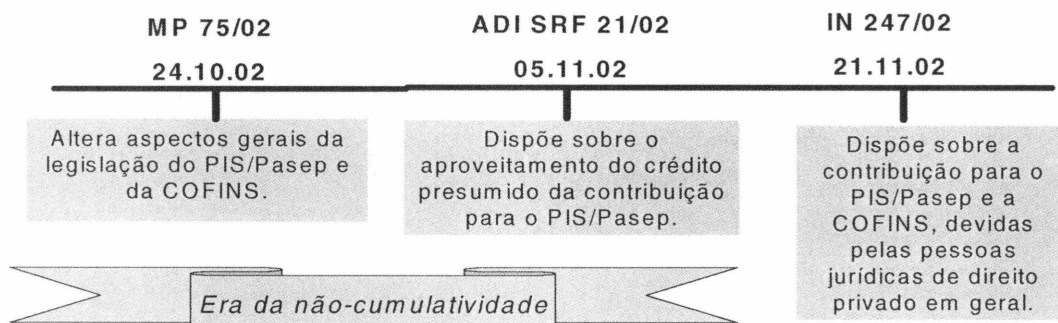 MP 75/02
24.10.02
Altera aspectos gerais da
legislação do PIS/Pasep e
da COFINS.
ADI SRF 21/02
05.11.02
Dispõe sobre o
aproveitamento do crédito
presumido da contribuição
para o PIS/Pasep.
IN 247/02
21.11.02
Dispõe sobre a
contribuição para o
PIS/Pasep e a
COFINS, devidas
pelas pessoas
jurídicas de direito
privado em geral.
Era da não-cumulatividade